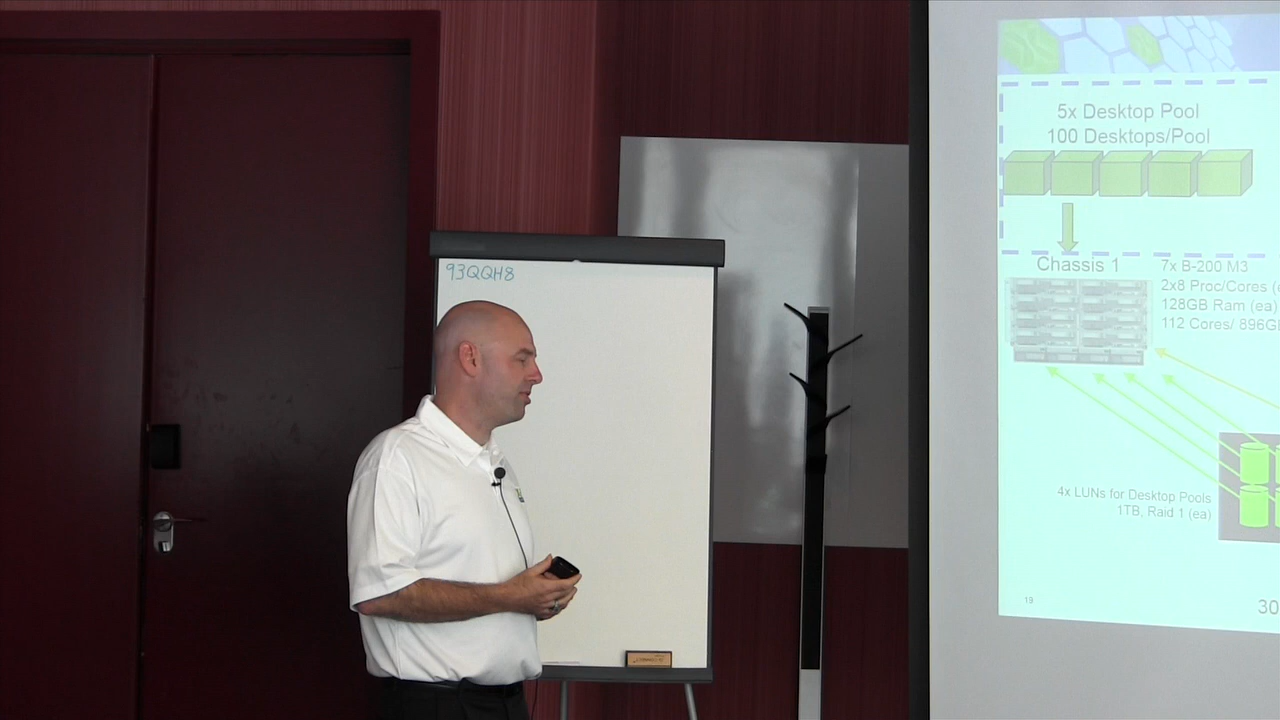 93QQH8
5x Desktop Pool
100 Desktops/Pool
Chassis 1
7x B-200 M3
2x8 Proc/Cores (
128GB Ram (ea)
112 Cores/ 896G
4x LUNs for Desktop Pools
1TB, Raid 1 (ea)
19
30